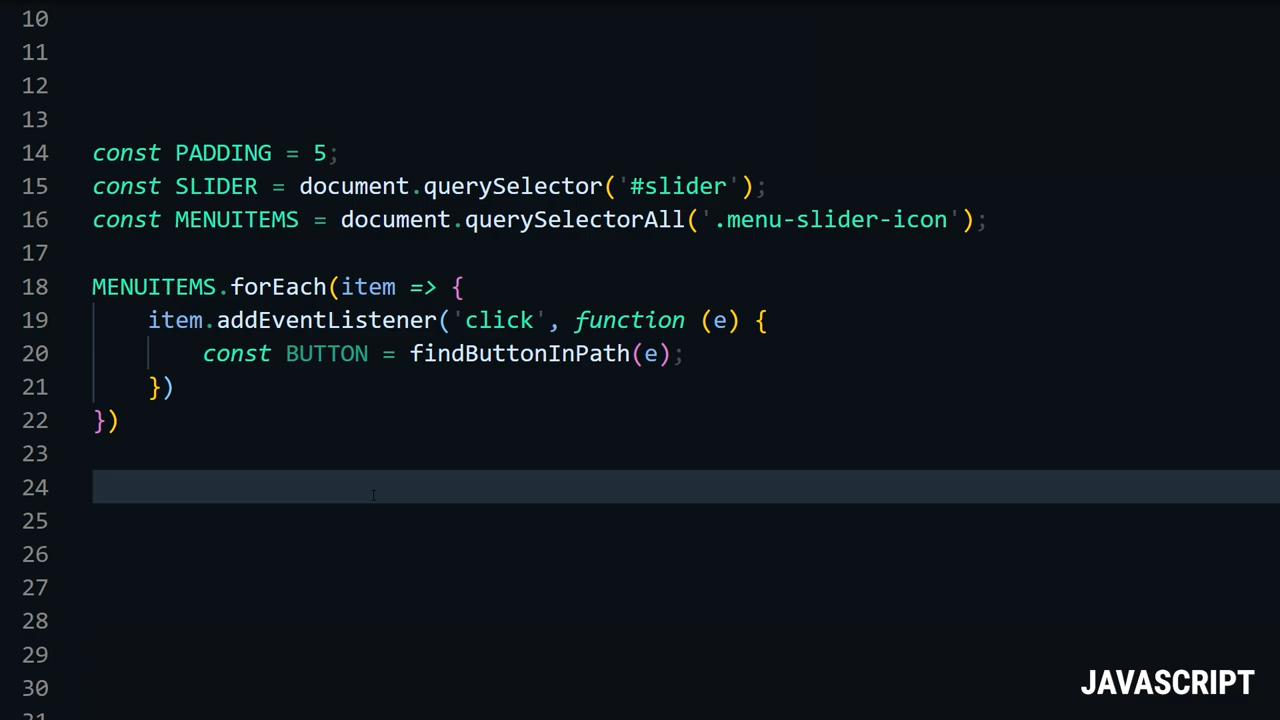 10
11
12
13
14 const PADDING = 5;
15 const SLIDER = document.querySelector('#slider');
16 const MENUITEMS = document.querySelectorAll('.menu-slider-icon');
17
18 MENUITEMS.forEach(item => {
19     item.addEventListener('click', function (e) {
20         const BUTTON = findButtonInPath(e);
21     })
22 })
23
24
25
26
27
28
29
30
31
JAVASCRIPT